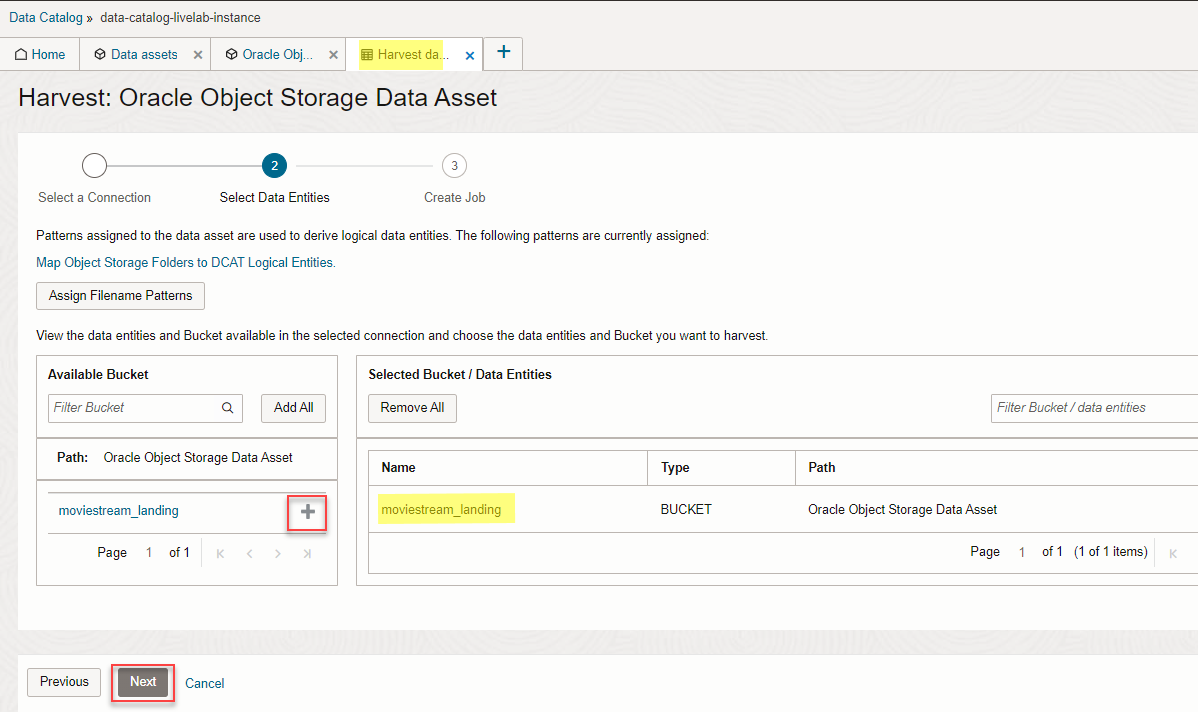 Data Catalog » data-catalog-livelab-instance
Home Data assets Oracle Obj... Harvest da...
Harvest: Oracle Object Storage Data Asset
2 3
Select a Connection Select Data Entities Create Job
Patterns assigned to the data asset are used to derive logical data entities. The following patterns are currently assigned:
Map Object Storage Folders to DCAT Logical Entities.
Assign Filename Patterns
View the data entities and Bucket available in the selected connection and choose the data entities and Bucket you want to harvest.
Available Bucket
Filter Bucket Add All
Path: Oracle Object Storage Data Asset
moviestream_landing
Page 1 of 1
Selected Bucket / Data Entities
Remove All Filter Bucket / data entities
Name Type Path
moviestream_landing BUCKET Oracle Object Storage Data Asset
Page 1 of 1 (1 of 1 items)
Previous Next Cancel